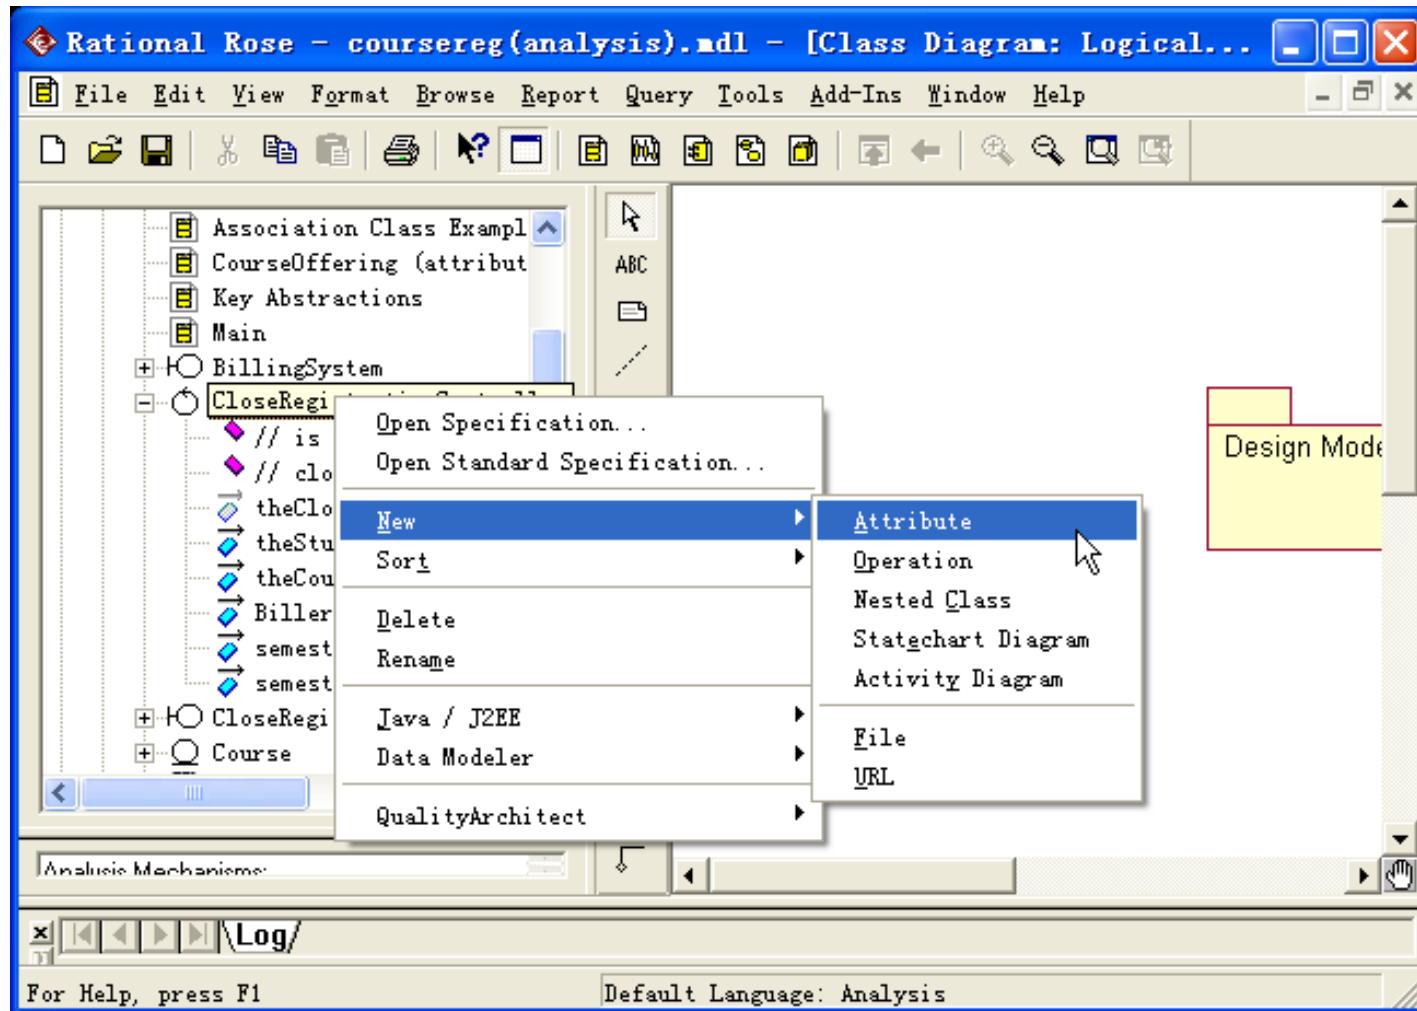 Rational Rose - coursereg(analysis).mdl - [Class Diagram: Logical...
File Edit View Format Browse Report Query Tools Add-Ins Window Help
Association Class Exampl
CourseOffering (attribut
Key Abstractions
Main
BillingSystem
CloseRegi
// is
// clo
theClo
theStu
theCou
Biller
semest
semest
CloseRegi
Course
ABC
Open Specification...
Open Standard Specification...
New
Sort
Delete
Rename
Java / J2EE
Data Modeler
QualityArchitect
Attribute
Operation
Nested Class
Statechart Diagram
Activity Diagram
File
URL
Design Mode
Analysis Mechanisms:
Log
For Help, press F1
Default Language: Analysis